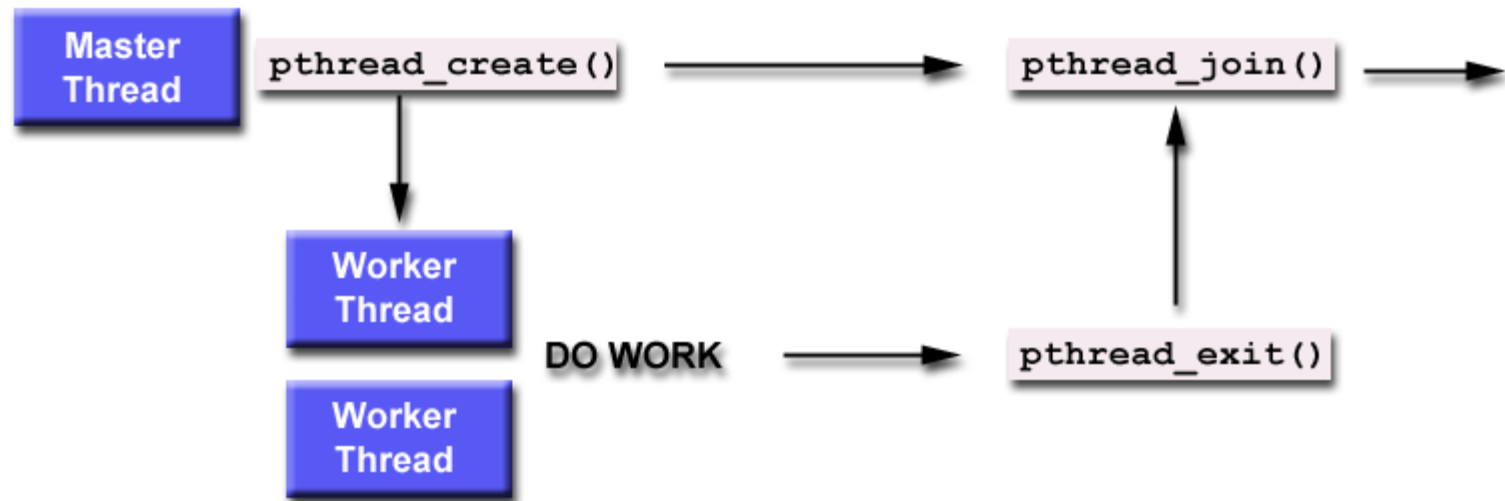 Master
Thread
pthread_create()
pthread_join()
Worker
Thread
DO WORK
pthread_exit()
Worker
Thread